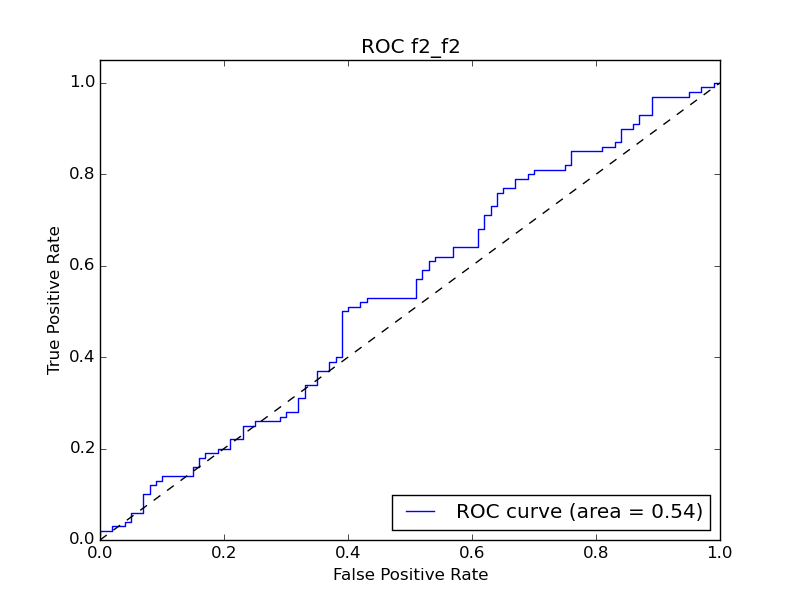 ROC f2_f2
1.0
0.8
0.6
0.4
0.2
0.0
True Positive Rate
ROC curve (area = 0.54)
0.0 0.2 0.4 0.6 0.8 1.0
False Positive Rate